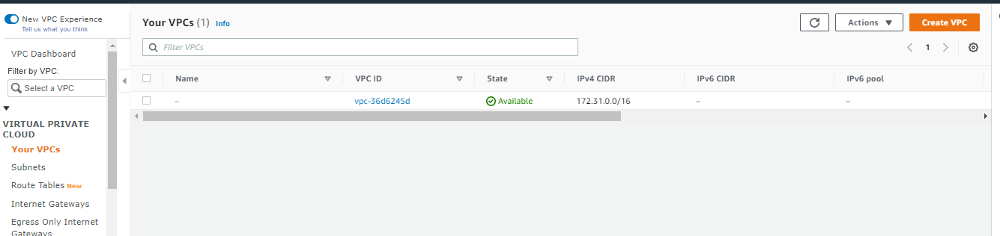 New VPC Experience
Tell us what you think
VPC Dashboard
Filter by VPC:
Select a VPC
VIRTUAL PRIVATE
CLOUD
Your VPCs
Subnets
Route Tables New
Internet Gateways
Egress Only Internet
Gateways
Your VPCs (1) Info
Actions
Create VPC
Filter VPCs
1
Name VPC ID State IPv4 CIDR IPv6 CIDR IPv6 pool
– vpc-36d6245d Available 172.31.0.0/16 – –